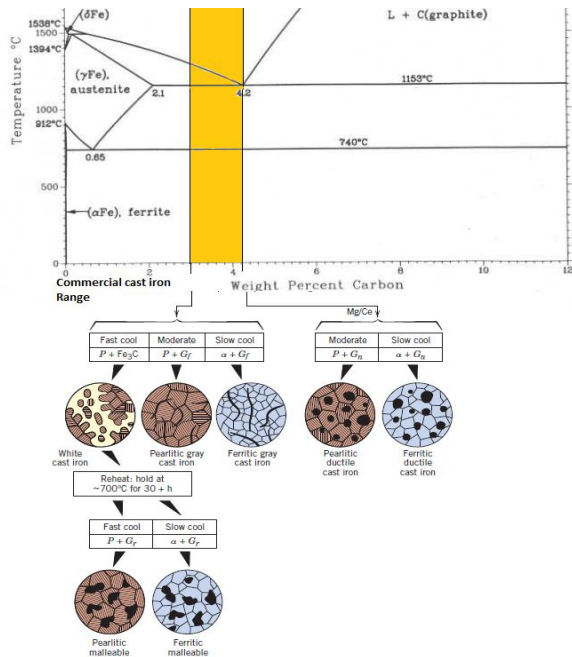 (δFe)
L + C(graphite)
1538°C
1500
1394°C
(γFe),
austenite
1153°C
2.1
4.2
Temperature °C
1000
912°C
740°C
0.65
500
(αFe), ferrite
0
0 2 4 6 8 10 12
Commercial cast iron
Range
Weight Percent Carbon
Mg/Ce
Fast cool Moderate Slow cool Moderate Slow cool
P + Fe₃C P + Gf α + Gf P + Gn α + Gn
White
cast iron
Pearlitic gray
cast iron
Ferritic gray
cast iron
Pearlitic
ductile
cast iron
Ferritic
ductile
cast iron
Reheat: hold at
~700°C for 30 + h
Fast cool Slow cool
P + Gr α + Gr
Pearlitic
malleable
Ferritic
malleable